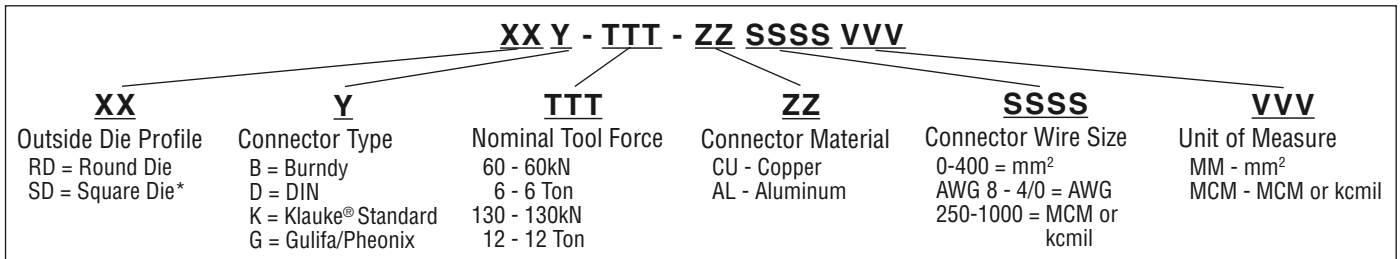 XX Y - TTT - ZZ SSSS VVV
XX
Outside Die Profile
RD = Round Die
SD = Square Die*
Y
Connector Type
B = Burndy
D = DIN
K = Klauke® Standard
G = Gulifa/Pheonix
TTT
Nominal Tool Force
60 - 60kN
6 - 6 Ton
130 - 130kN
12 - 12 Ton
ZZ
Connector Material
CU - Copper
AL - Aluminum
SSSS
Connector Wire Size
0-400 = mm²
AWG 8 - 4/0 = AWG
250-1000 = MCM or
kcmil
VVV
Unit of Measure
MM - mm²
MCM - MCM or kcmil